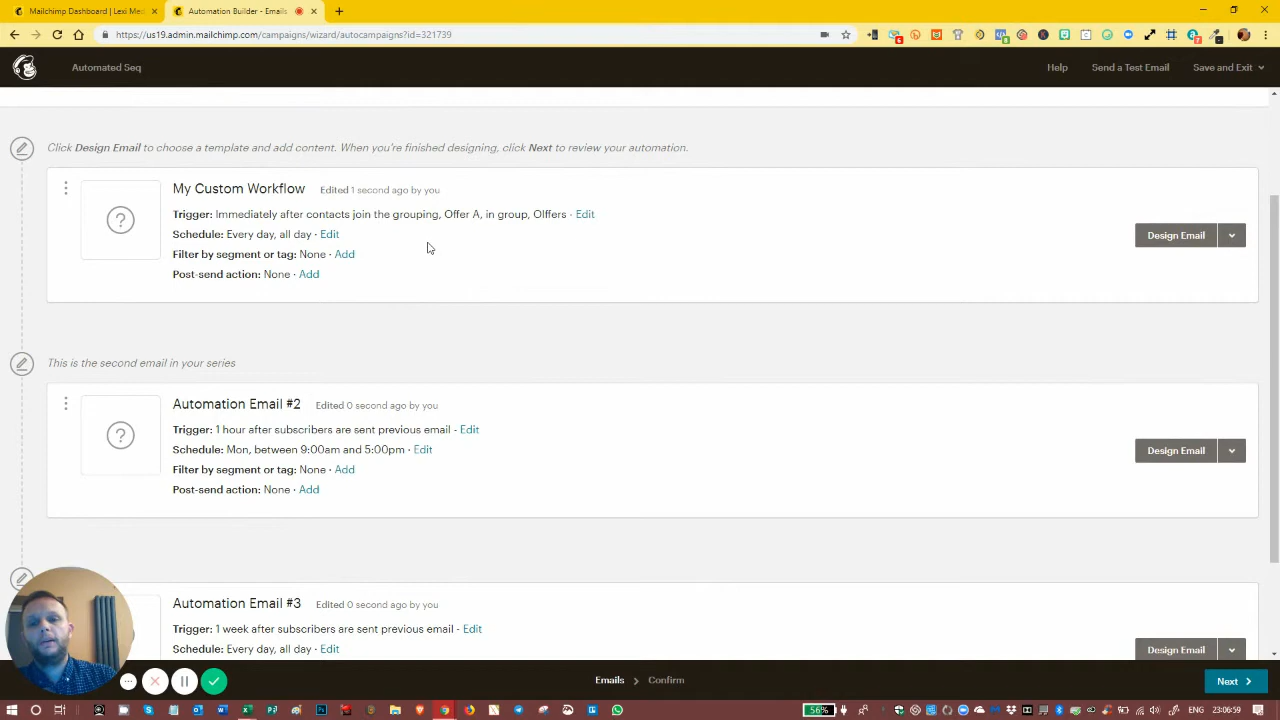 Mailchimp Dashboard | Lexi Med
Automation Builder - Emails
https://us19.admin.mailchimp.com/campaigns/wizard/autocampaigns?id=321739
Automated Seq
Help
Send a Test Email
Save and Exit
Click Design Email to choose a template and add content. When you're finished designing, click Next to review your automation.
My Custom Workflow Edited 1 second ago by you
Trigger: Immediately after contacts join the grouping, Offer A, in group, Olffers · Edit
Schedule: Every day, all day · Edit
Filter by segment or tag: None · Add
Post-send action: None · Add
Design Email
This is the second email in your series
Automation Email #2 Edited 0 second ago by you
Trigger: 1 hour after subscribers are sent previous email - Edit
Schedule: Mon, between 9:00am and 5:00pm · Edit
Filter by segment or tag: None · Add
Post-send action: None · Add
Design Email
Automation Email #3 Edited 0 second ago by you
Trigger: 1 week after subscribers are sent previous email - Edit
Schedule: Every day, all day · Edit
Design Email
Emails > Confirm
Next
56%
ENG
23:06:59